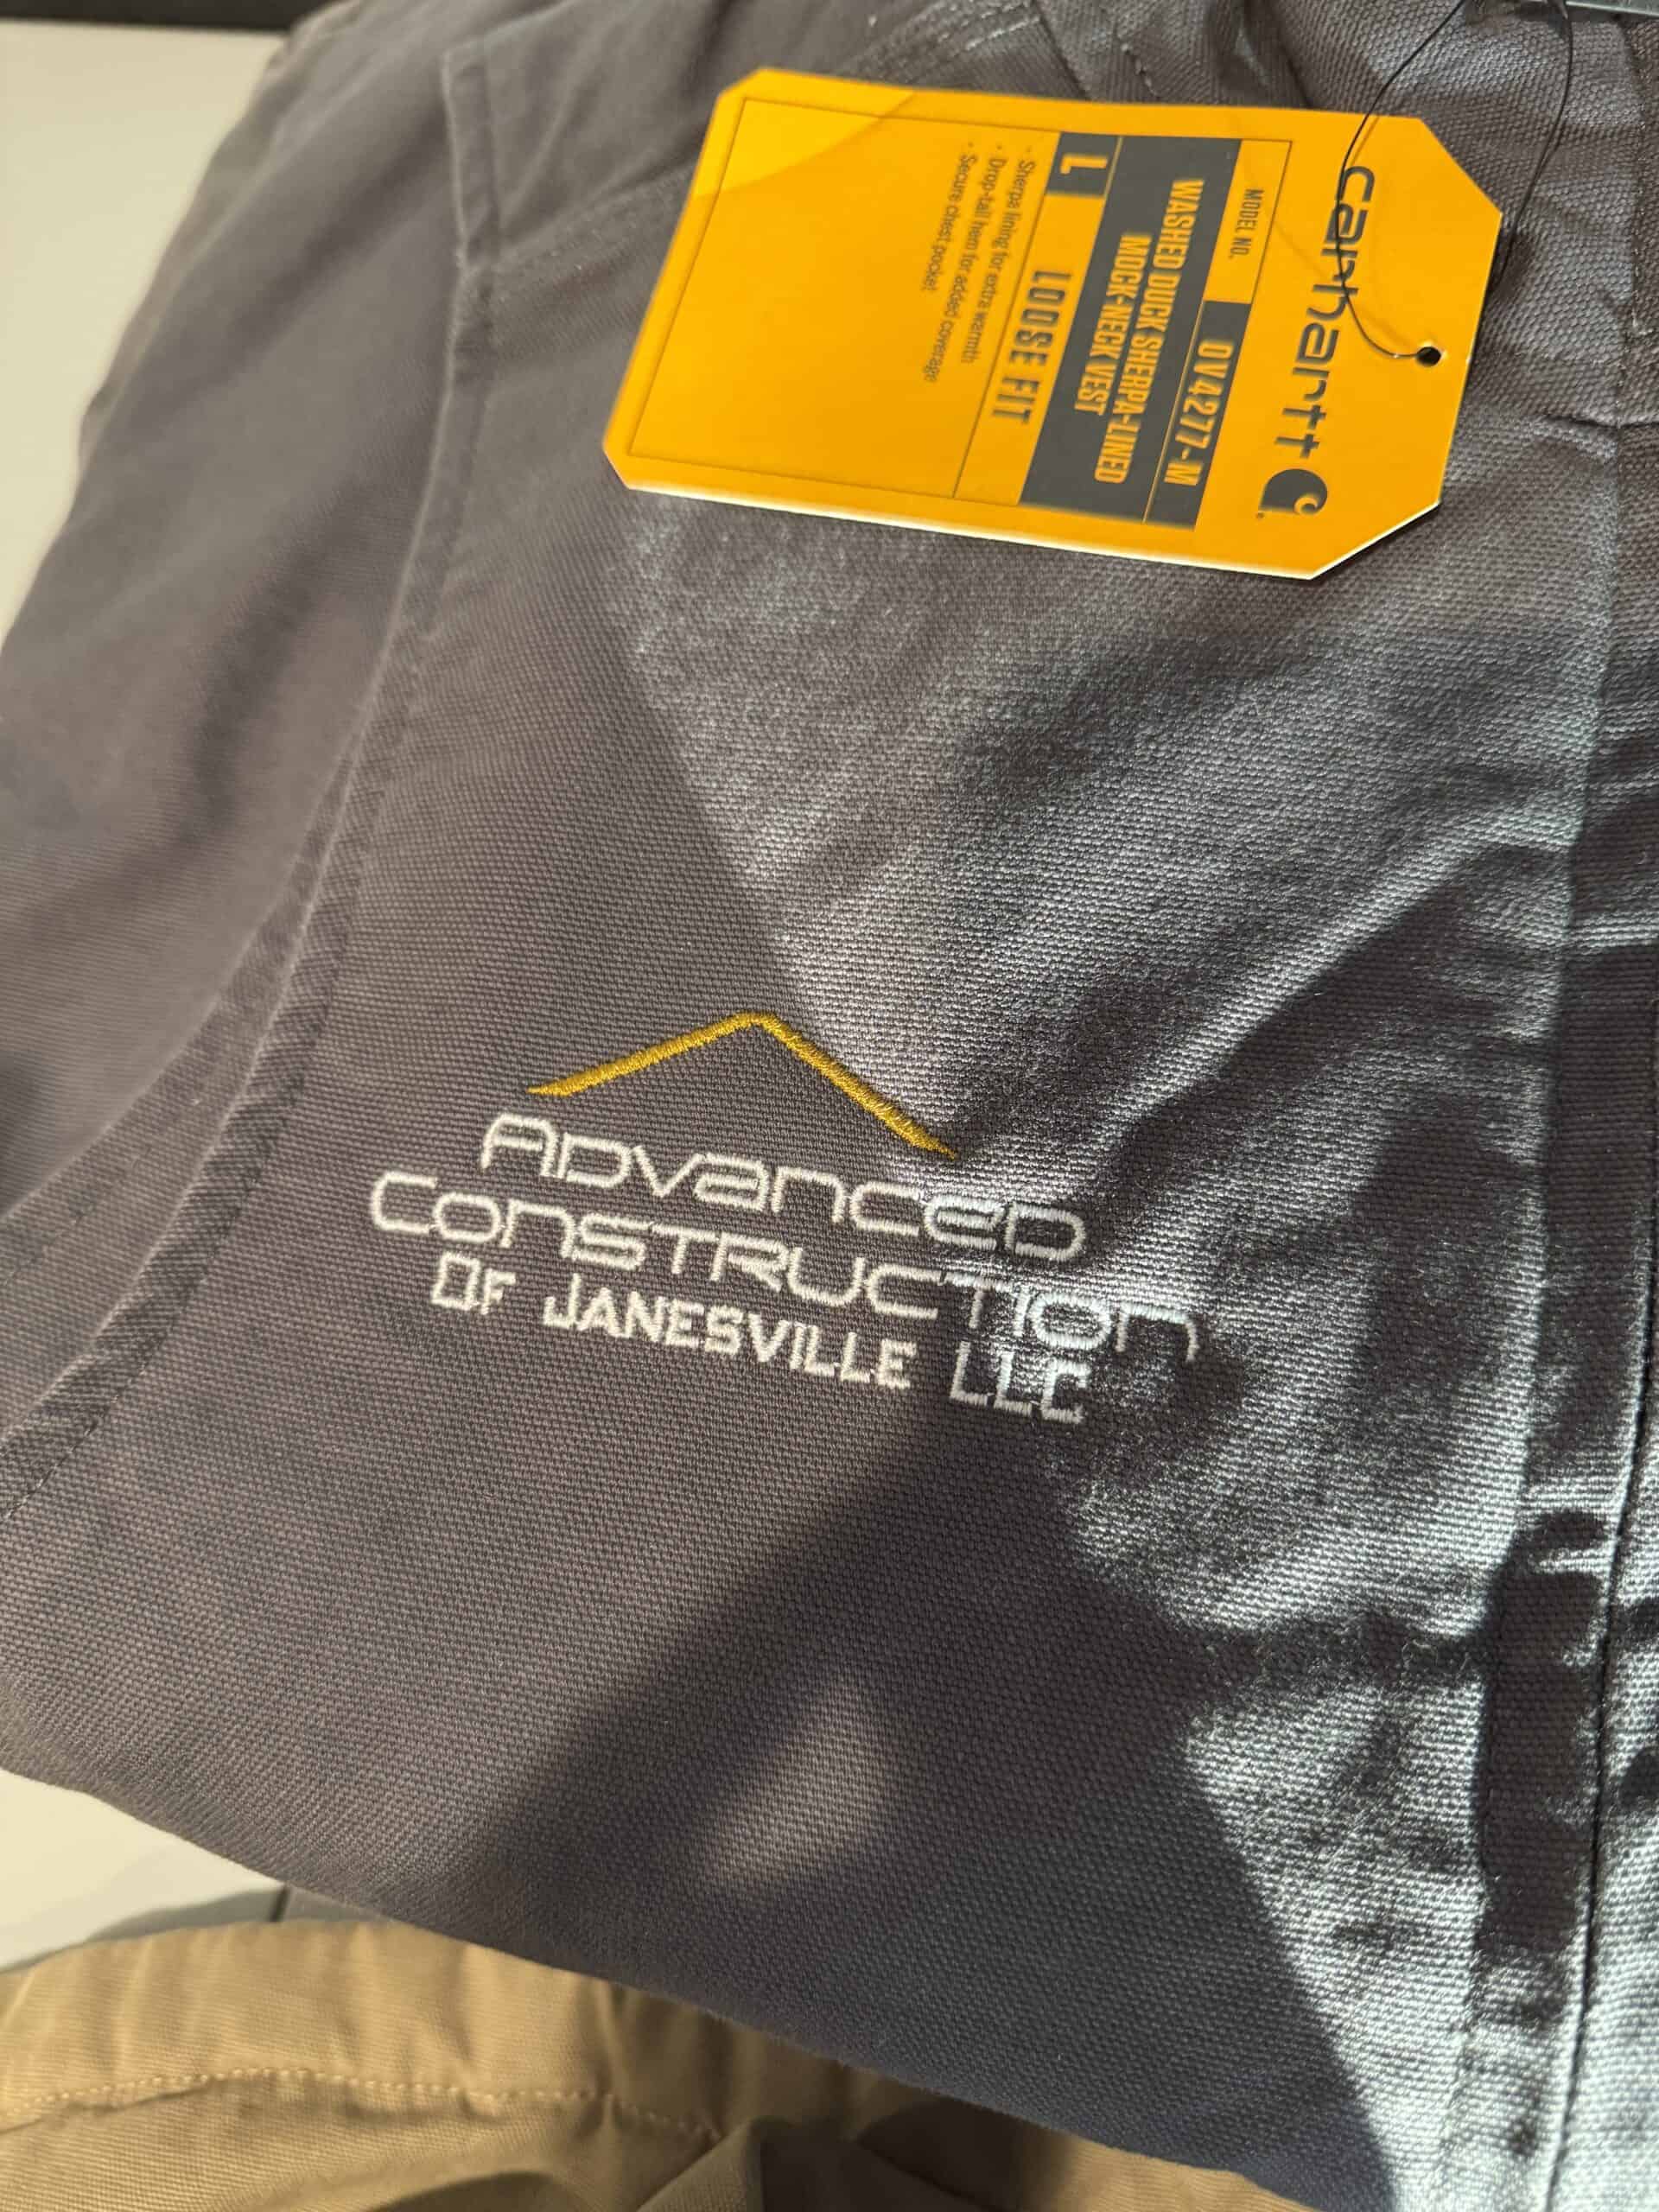 carhartt
MODEL NO. OV4277-M
WASHED DUCK SHERPA-LINED
MOCK-NECK VEST
L LOOSE FIT
· Sherpa lining for extra warmth
· Drop-tail hem for added coverage
· Secure chest pocket
ADVANCED
CONSTRUCTION
OF JANESVILLE LLC